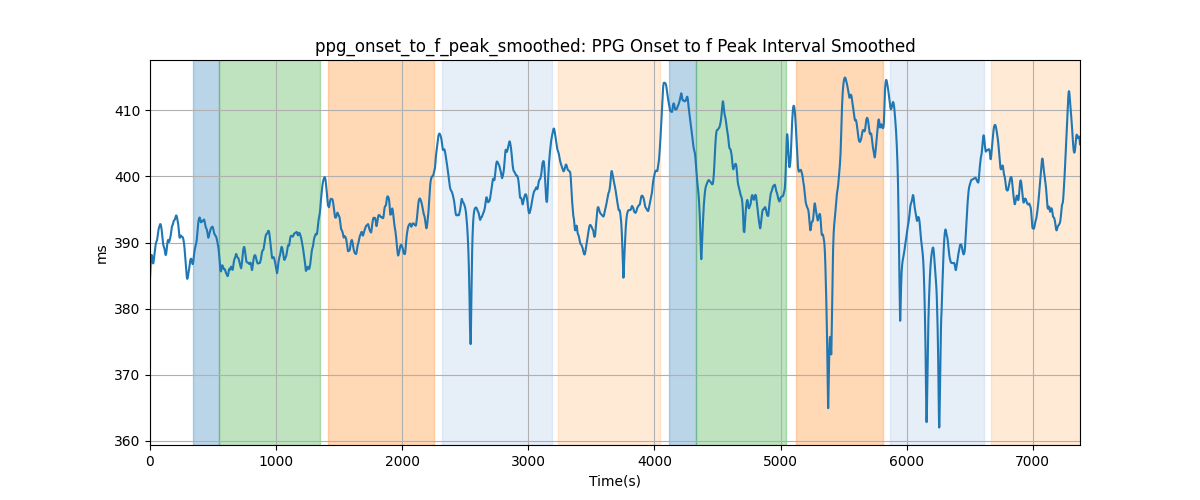 ppg_onset_to_f_peak_smoothed: PPG Onset to f Peak Interval Smoothed
410
400
390
380
370
360
ms
0 1000 2000 3000 4000 5000 6000 7000
Time(s)